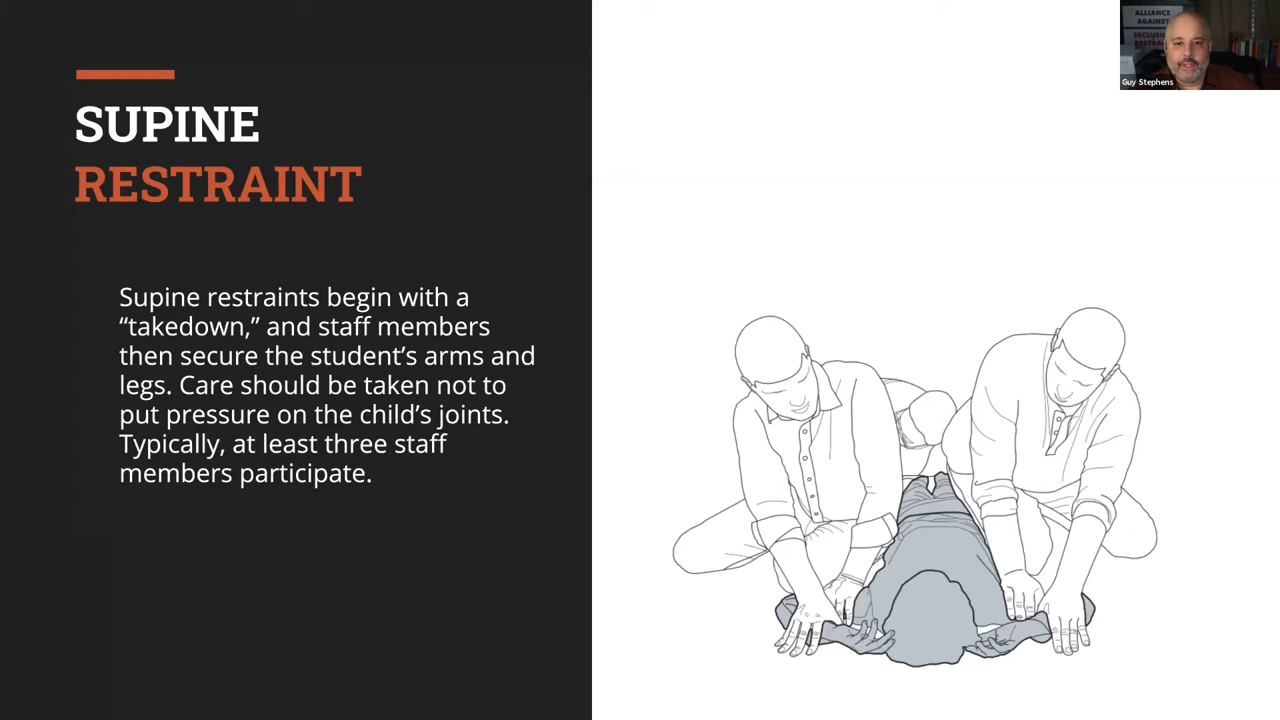 SUPINE
RESTRAINT
Supine restraints begin with a
“takedown,” and staff members
then secure the student’s arms and
legs. Care should be taken not to
put pressure on the child’s joints.
Typically, at least three staff
members participate.
ALLIANCE
AGAINST
Guy Stephens